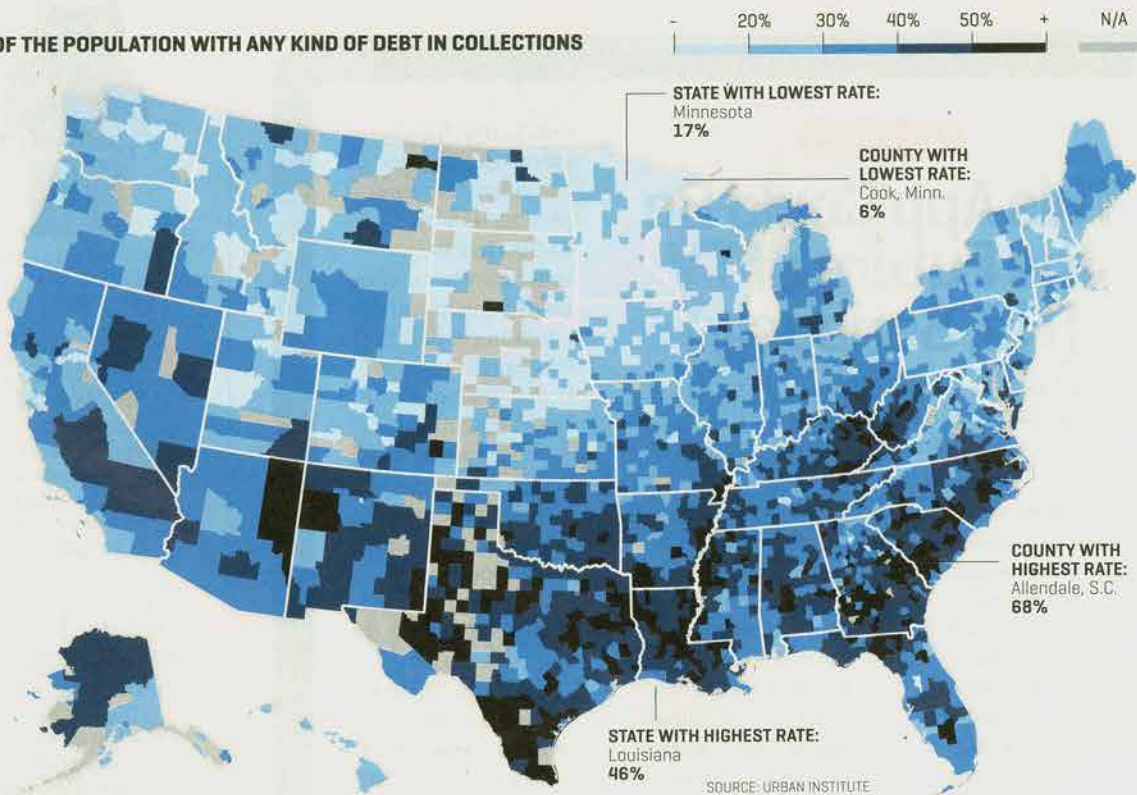 OF THE POPULATION WITH ANY KIND OF DEBT IN COLLECTIONS
- 20% 30% 40% 50% + N/A
STATE WITH LOWEST RATE:
Minnesota
17%
COUNTY WITH
LOWEST RATE:
Cook, Minn.
6%
COUNTY WITH
HIGHEST RATE:
Allendale, S.C.
68%
STATE WITH HIGHEST RATE:
Louisiana
46%
SOURCE: URBAN INSTITUTE